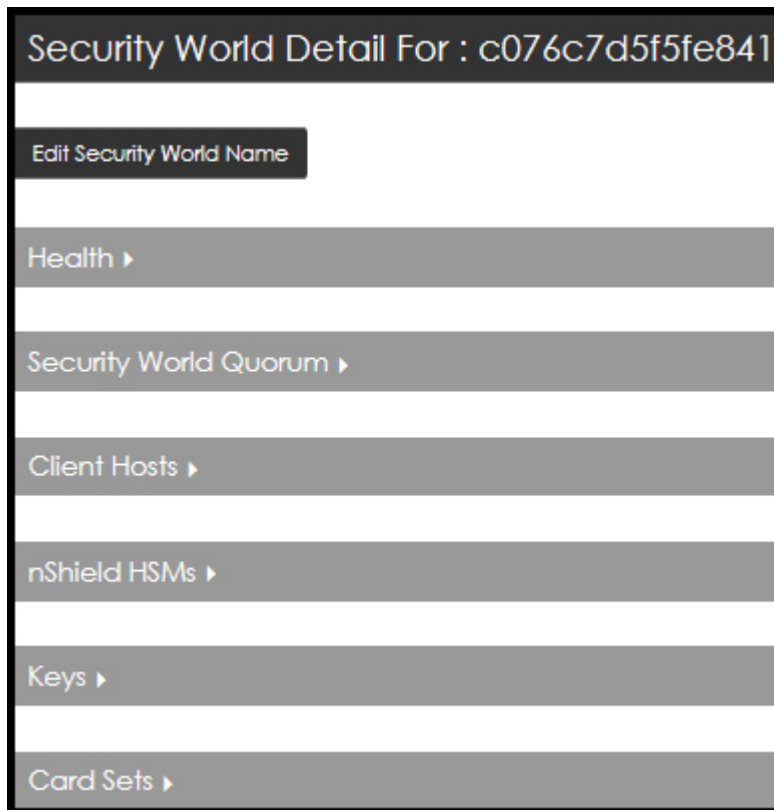 Security World Detail For : c076c7d5f5fe841
Edit Security World Name
Health
Security World Quorum
Client Hosts
nShield HSMs
Keys
Card Sets